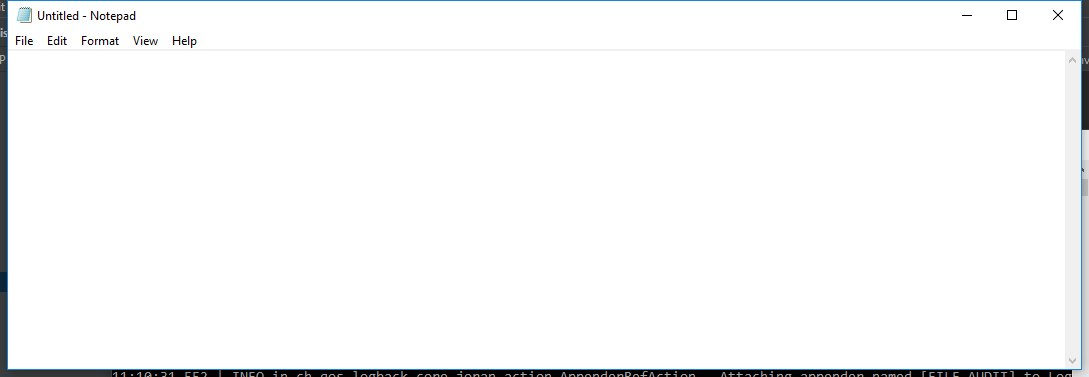 Untitled - Notepad
File Edit Format View Help
11:10:31,552 | INFO in ch.qos.logback.core.joran.action.AppenderRefAction - Attaching appender named [FILE_AUDIT] to Log